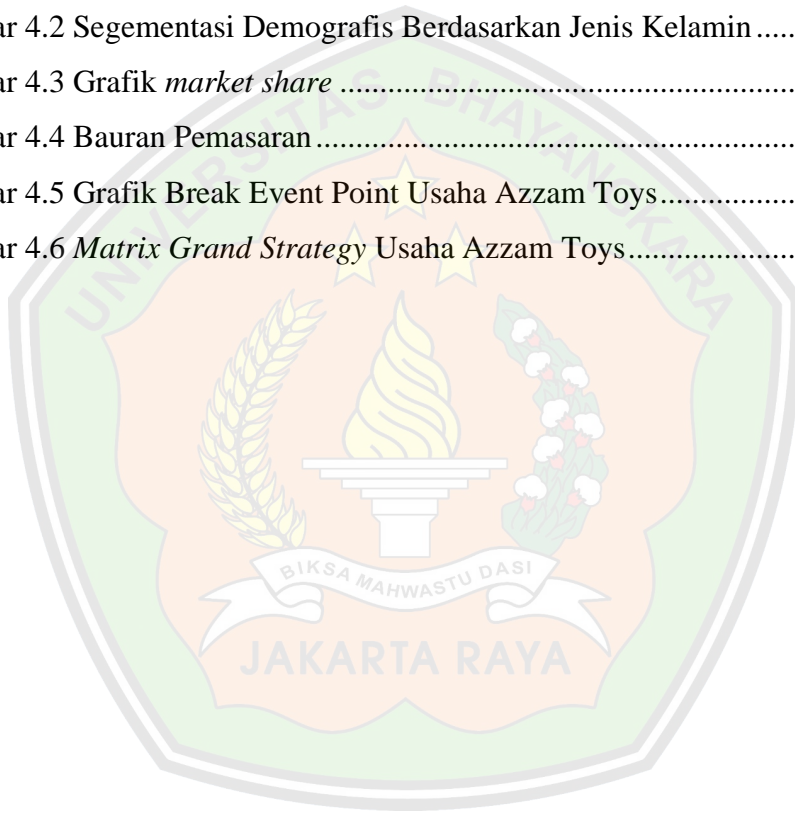 ar 4.2 Segementasi Demografis Berdasarkan Jenis Kelamin .....
ar 4.3 Grafik market share ........................................................
ar 4.4 Bauran Pemasaran ...........................................................
ar 4.5 Grafik Break Event Point Usaha Azzam Toys .................
ar 4.6 Matrix Grand Strategy Usaha Azzam Toys .....................
UNIVERSITAS BHAYANGKARA
BIKSA MAHWASTU DASI
JAKARTA RAYA